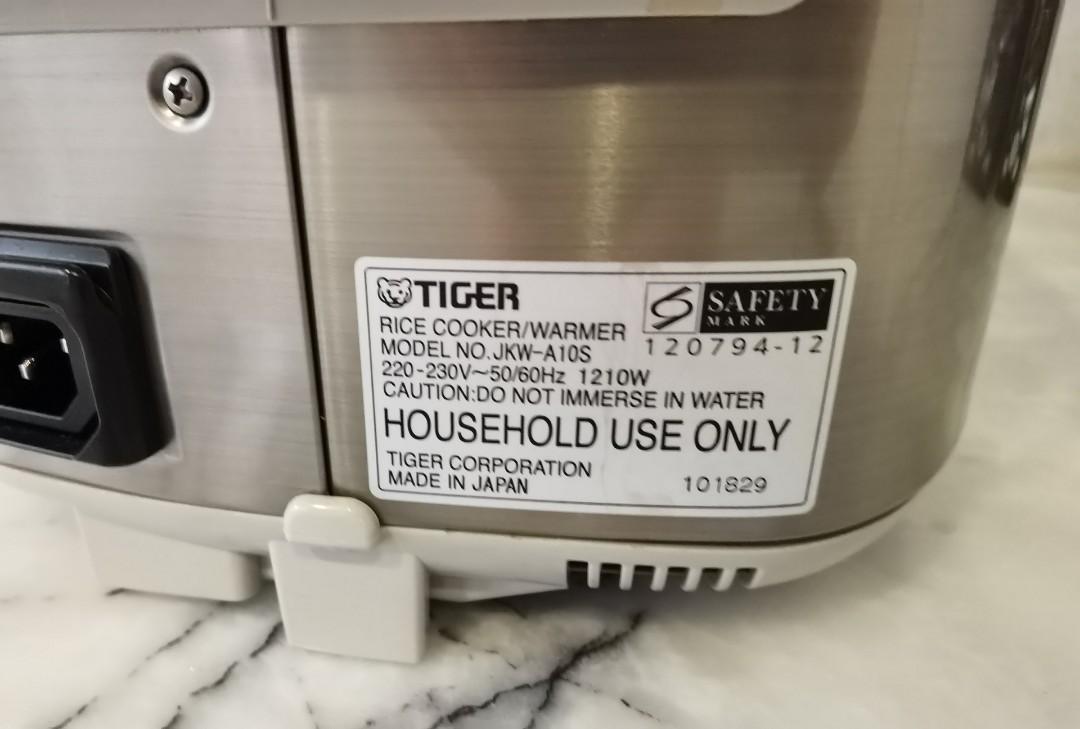 TIGER
SAFETY
MARK
RICE COOKER/WARMER
MODEL NO.JKW-A10S
120794-12
220-230V~50/60Hz 1210W
CAUTION:DO NOT IMMERSE IN WATER
HOUSEHOLD USE ONLY
TIGER CORPORATION
MADE IN JAPAN
101829